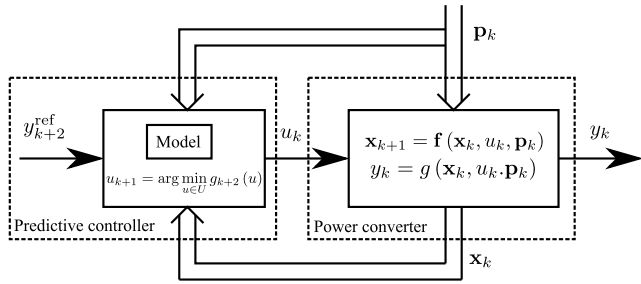 𝐩_k
y^{ref}_{k+2}
Model
u_{k+1} = arg min_{u∈U} g_{k+2} (u)
Predictive controller
u_k
𝐱_{k+1} = 𝐟 (𝐱_k, u_k, 𝐩_k)
y_k = g (𝐱_k, u_k.𝐩_k)
Power converter
y_k
𝐱_k